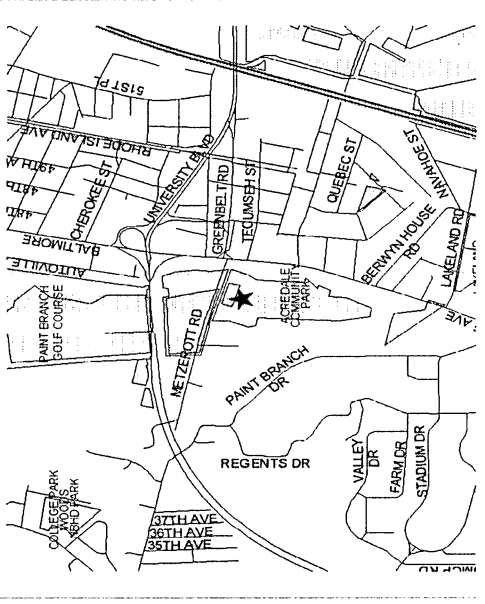 51ST PL
RHODE ISLAND AVE
49TH A
48TH
48T
CHEROKEE ST
UNIVERSITY BLVD
GREENBELT RD
TECUMSEH ST
QUEBEC ST
NAVAHOE ST
BALTIMORE
AUTOVILLE
BERWYN HOUSE
RD
LAKELAND RD
AVE
PAINT BRANCH
GOLF COURSE
METZEROTT RD
ACREDALE
COMMUNITY
PARK
PAINT BRANCH
DR
REGENTS DR
VALLEY
DR
FARM DR
STADIUM DR
COLLEGE PARK
WOODS
NBHD PARK
37TH AVE
36TH AVE
35TH AVE
UMCP RD